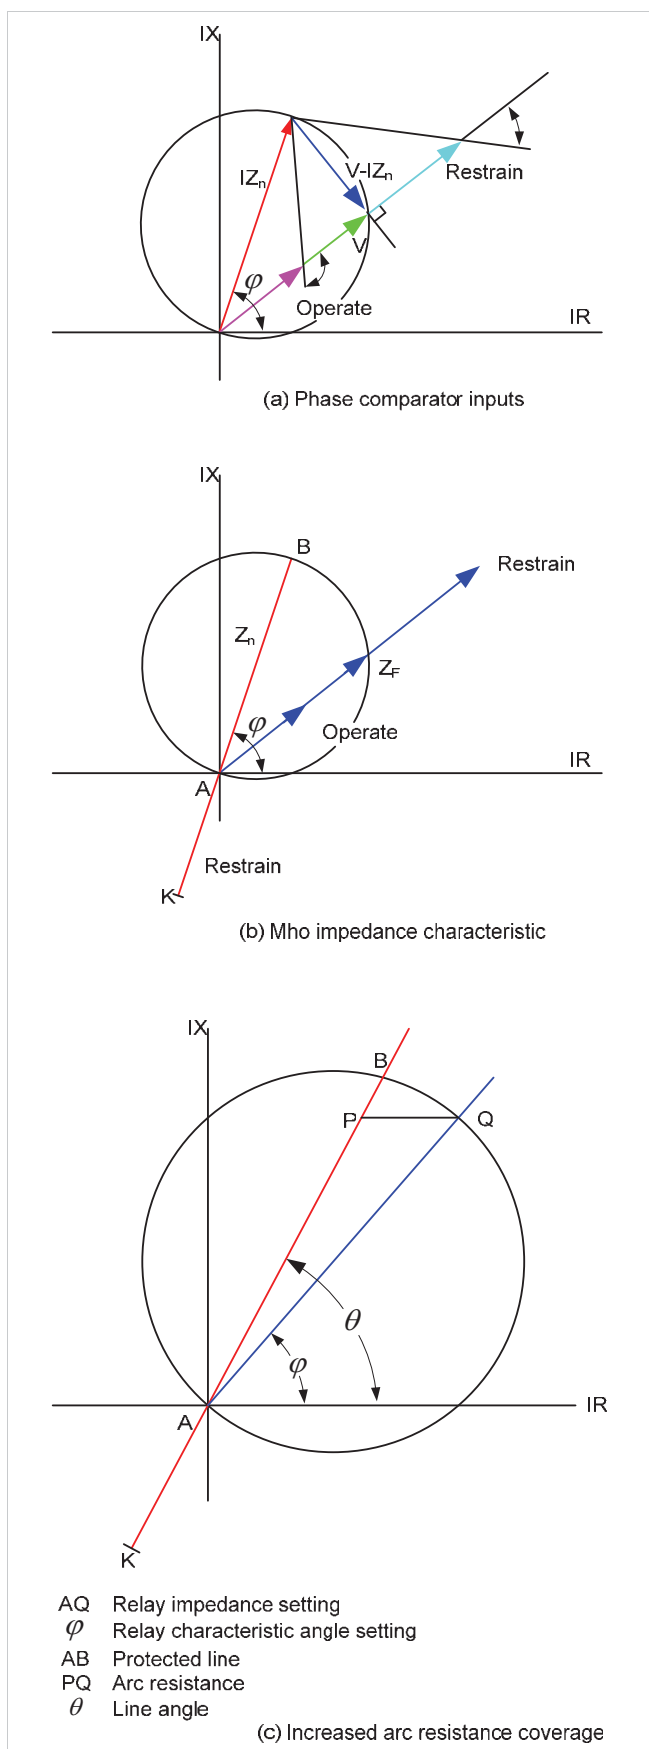 IX
IZn
V-IZn
Restrain
V
φ
Operate
IR
(a) Phase comparator inputs
IX
B
Restrain
Zn
ZF
φ
Operate
IR
A
Restrain
K
(b) Mho impedance characteristic
IX
B
P
Q
θ
φ
IR
A
K
AQ Relay impedance setting
φ Relay characteristic angle setting
AB Protected line
PQ Arc resistance
θ Line angle
(c) Increased arc resistance coverage